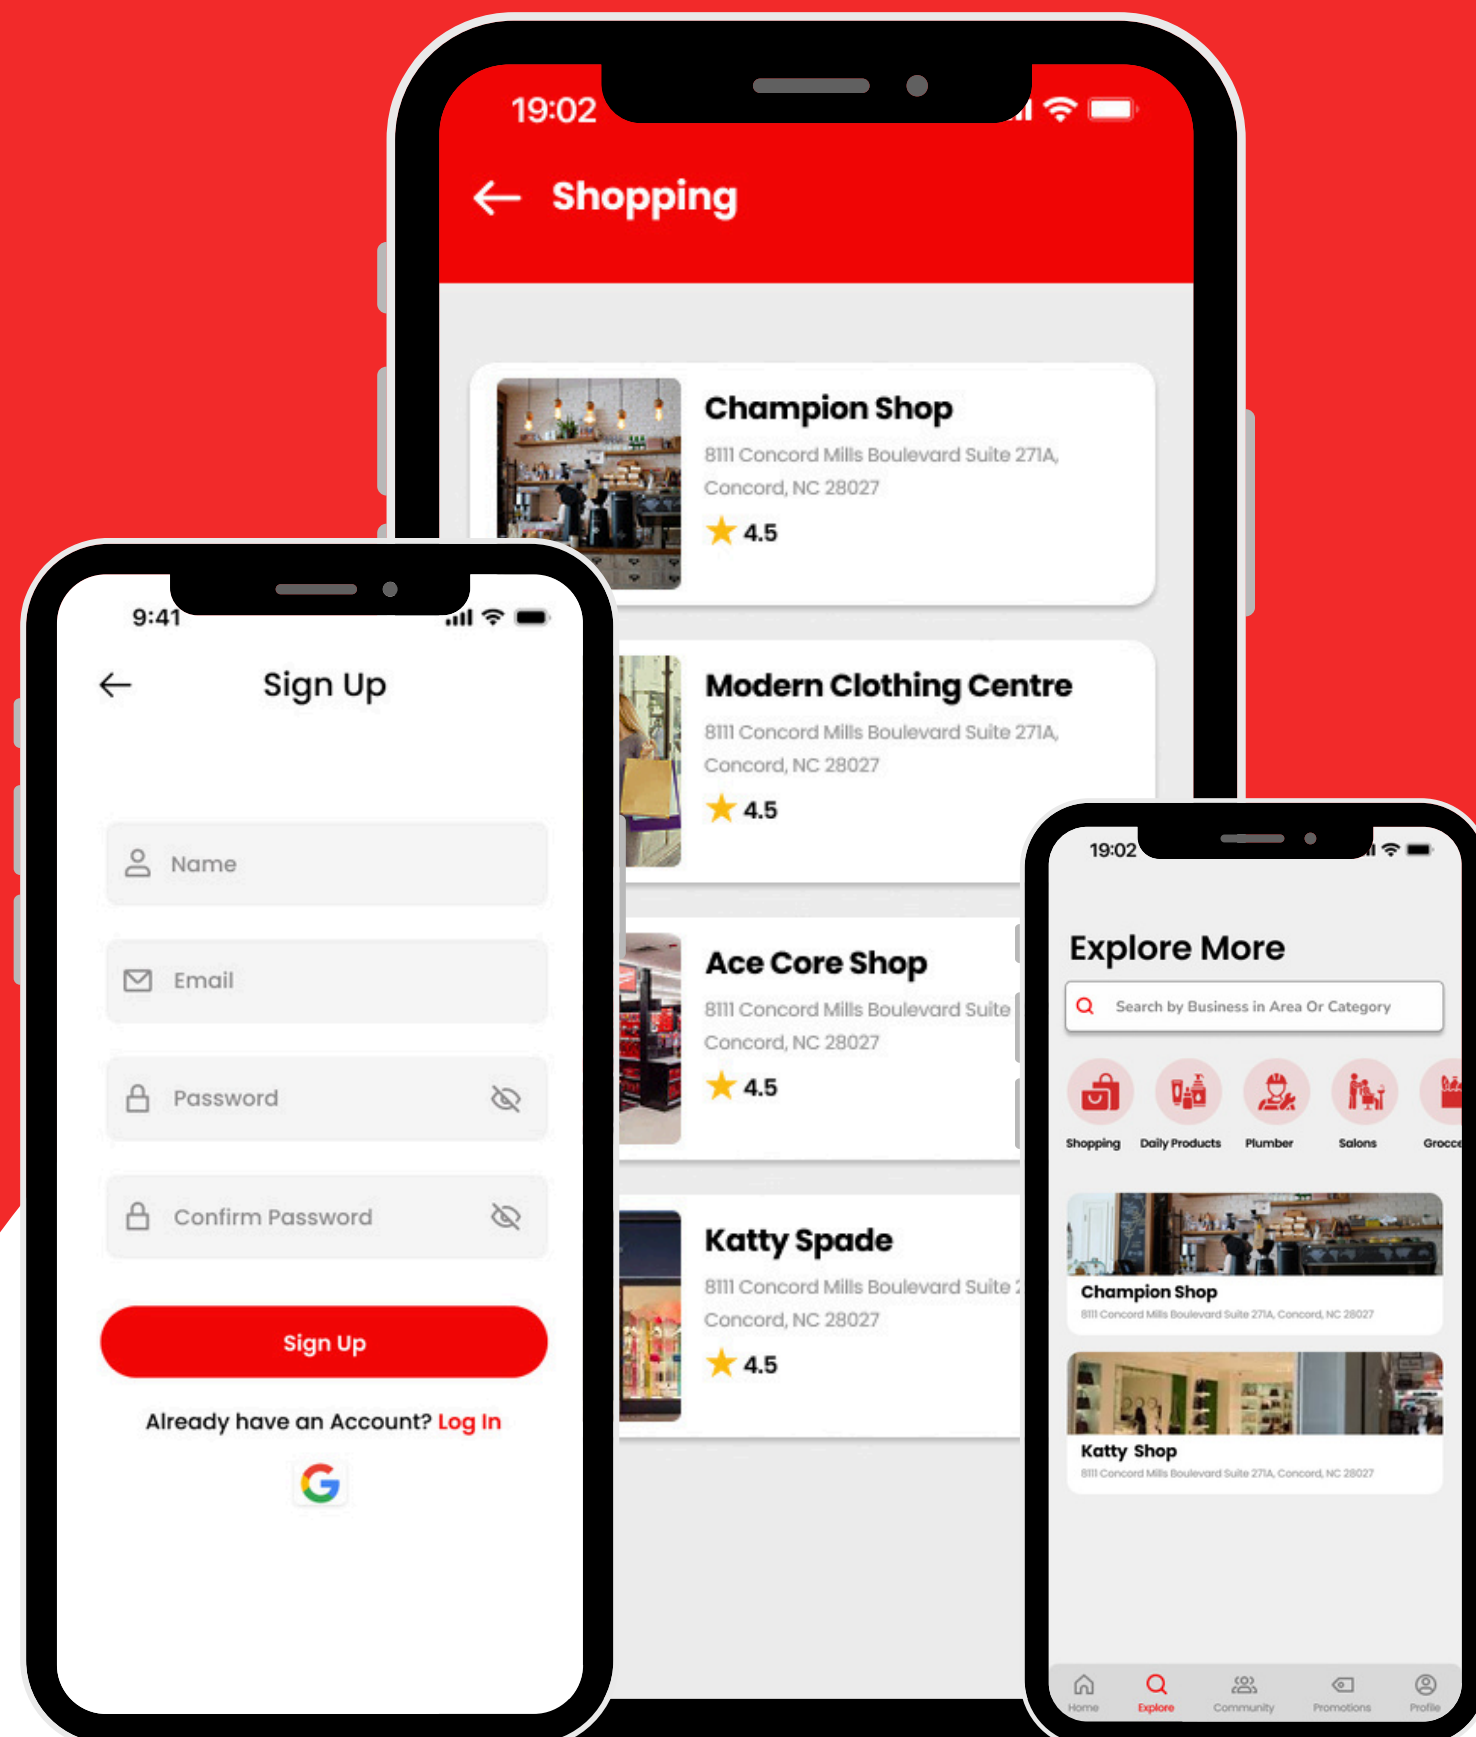 19:02
Shopping
Champion Shop
8111 Concord Mills Boulevard Suite 271A,
Concord, NC 28027
4.5
Modern Clothing Centre
8111 Concord Mills Boulevard Suite 271A,
Concord, NC 28027
4.5
Ace Core Shop
8111 Concord Mills Boulevard Suite
Concord, NC 28027
4.5
Katty Spade
8111 Concord Mills Boulevard Suite
Concord, NC 28027
4.5
9:41
Sign Up
Name
Email
Password
Confirm Password
Sign Up
Already have an Account? Log In
G
19:02
Explore More
Search by Business in Area Or Category
Shopping Daily Products Plumber Salons Grocce
Champion Shop
8111 Concord Mills Boulevard Suite 271A, Concord, NC 28027
Katty Shop
8111 Concord Mills Boulevard Suite 271A, Concord, NC 28027
Home Explore Community Promotions Profile